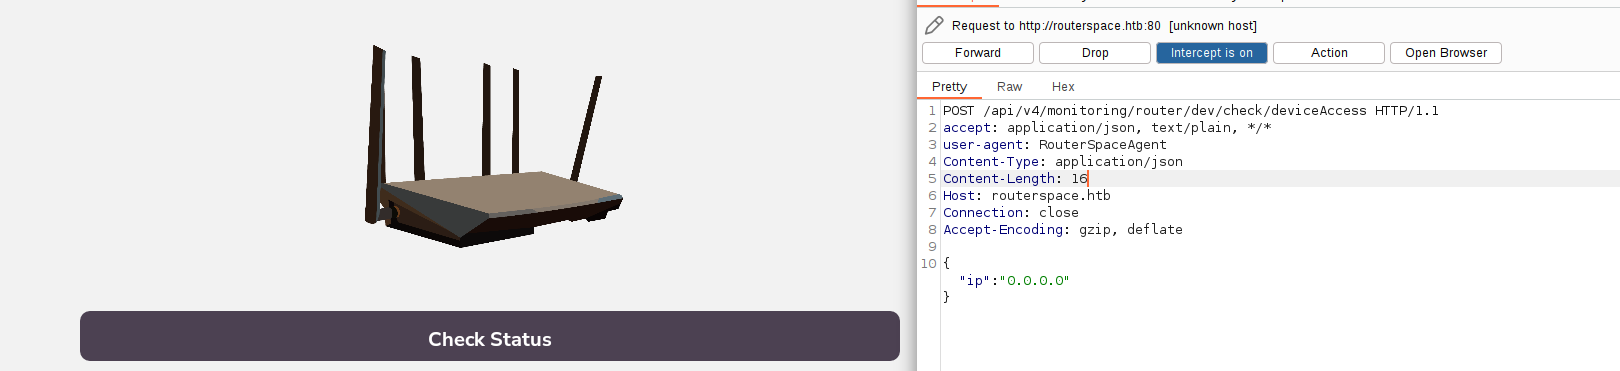 Request to http://routerspace.htb:80 [unknown host]
Forward
Drop
Intercept is on
Action
Open Browser
Pretty
Raw
Hex
1 POST /api/v4/monitoring/router/dev/check/deviceAccess HTTP/1.1
2 accept: application/json, text/plain, */*
3 user-agent: RouterSpaceAgent
4 Content-Type: application/json
5 Content-Length: 16
6 Host: routerspace.htb
7 Connection: close
8 Accept-Encoding: gzip, deflate
9
10 {
"ip":"0.0.0.0"
}
Check Status